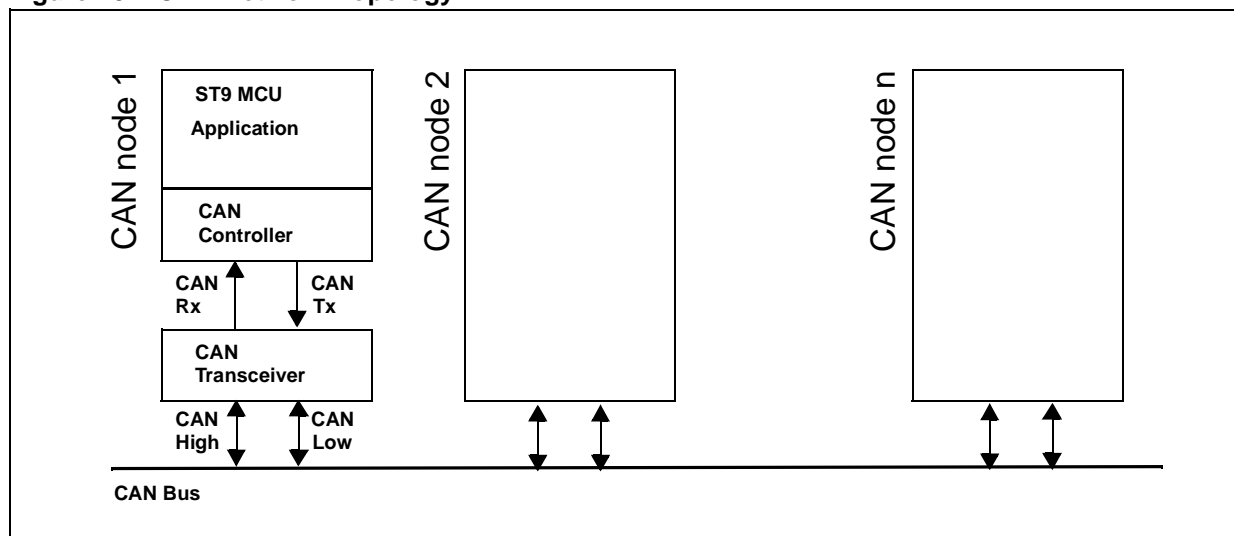 CAN node 1
ST9 MCU
Application
CAN
Controller
CAN
Rx
CAN
Tx
CAN
Transceiver
CAN
High
CAN
Low
CAN node 2
CAN node n
CAN Bus